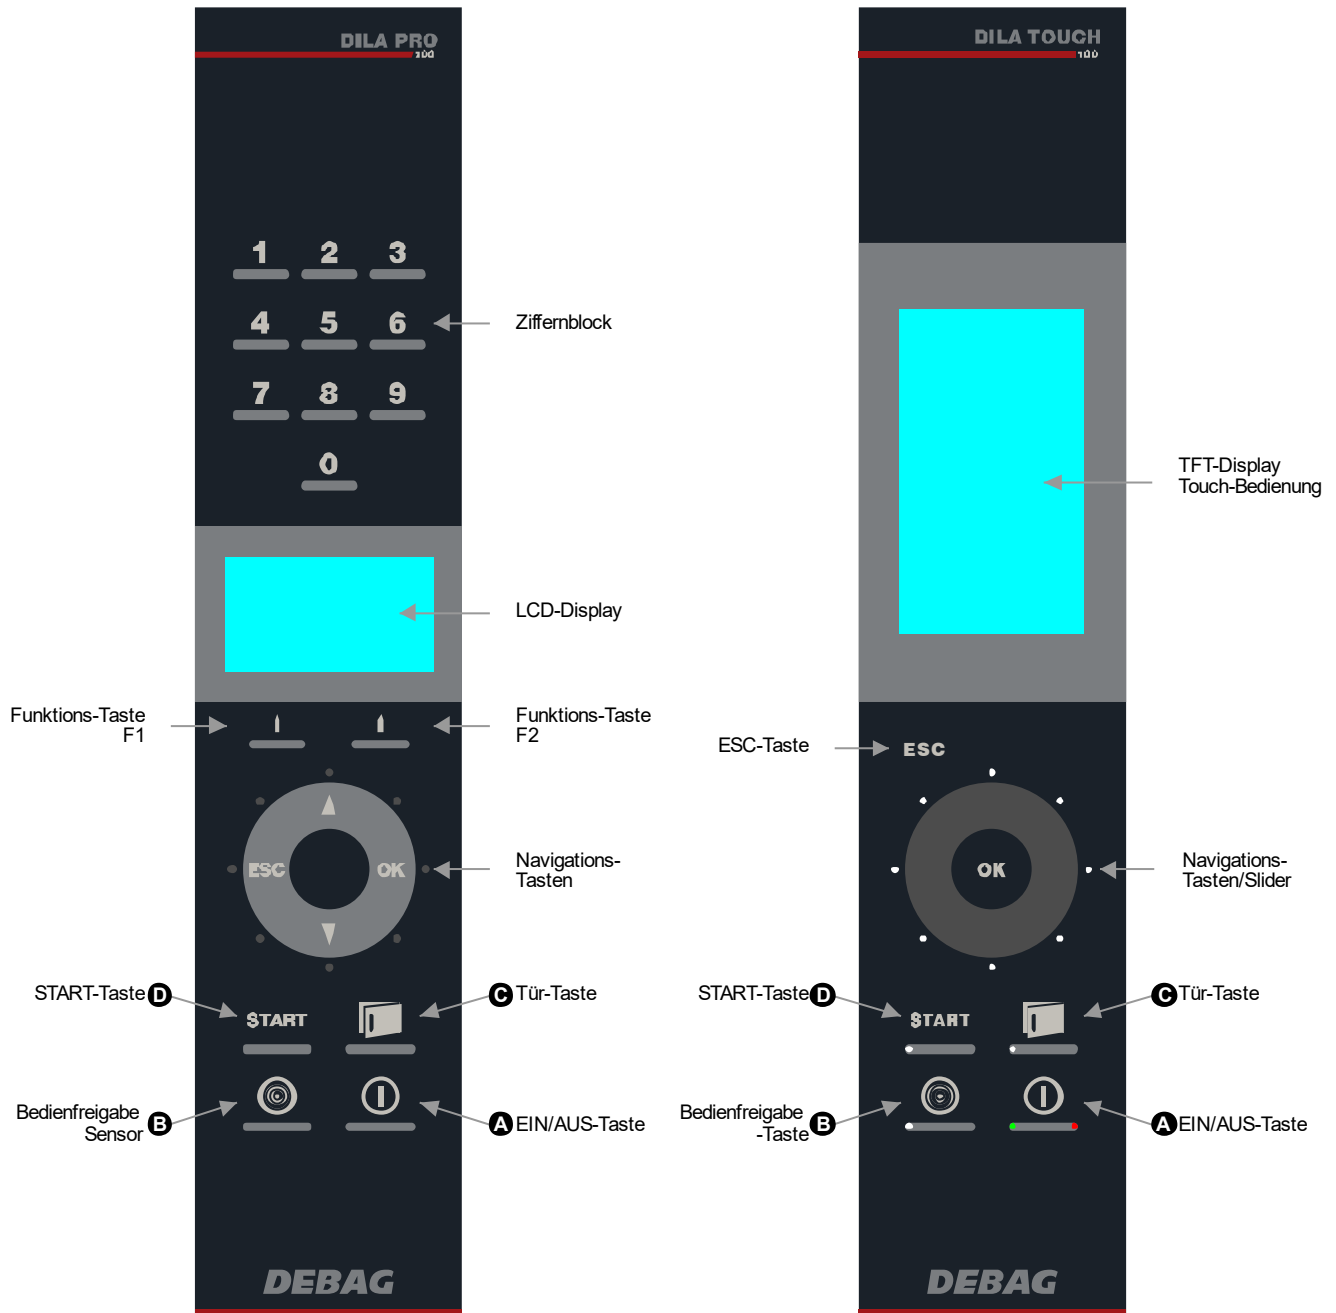 DILA PRO
100
1 2 3
4 5 6
Ziffernblock
7 8 9
0
LCD-Display
Funktions-Taste
F1
Funktions-Taste
F2
ESC OK
Navigations-
Tasten
START-Taste D
START
C Tür-Taste
Bedienfreigabe
Sensor B
A EIN/AUS-Taste
DEBAG
DILA TOUCH
100
TFT-Display
Touch-Bedienung
ESC-Taste
ESC
OK
Navigations-
Tasten/Slider
START-Taste D
START
C Tür-Taste
Bedienfreigabe
-Taste B
A EIN/AUS-Taste
DEBAG